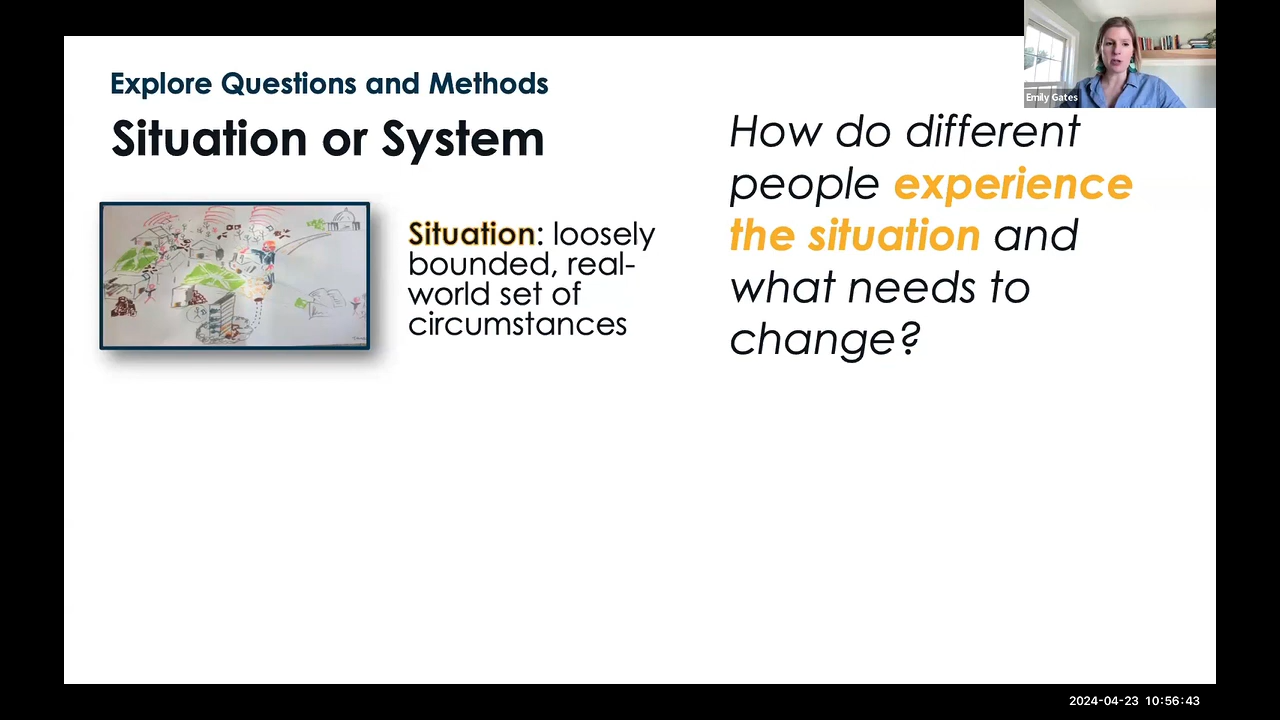 Explore Questions and Methods
Situation or System
Situation: loosely
bounded, real-
world set of
circumstances
How do different
people experience
the situation and
what needs to
change?
Emily Gates
2024-04-23 10:56:43